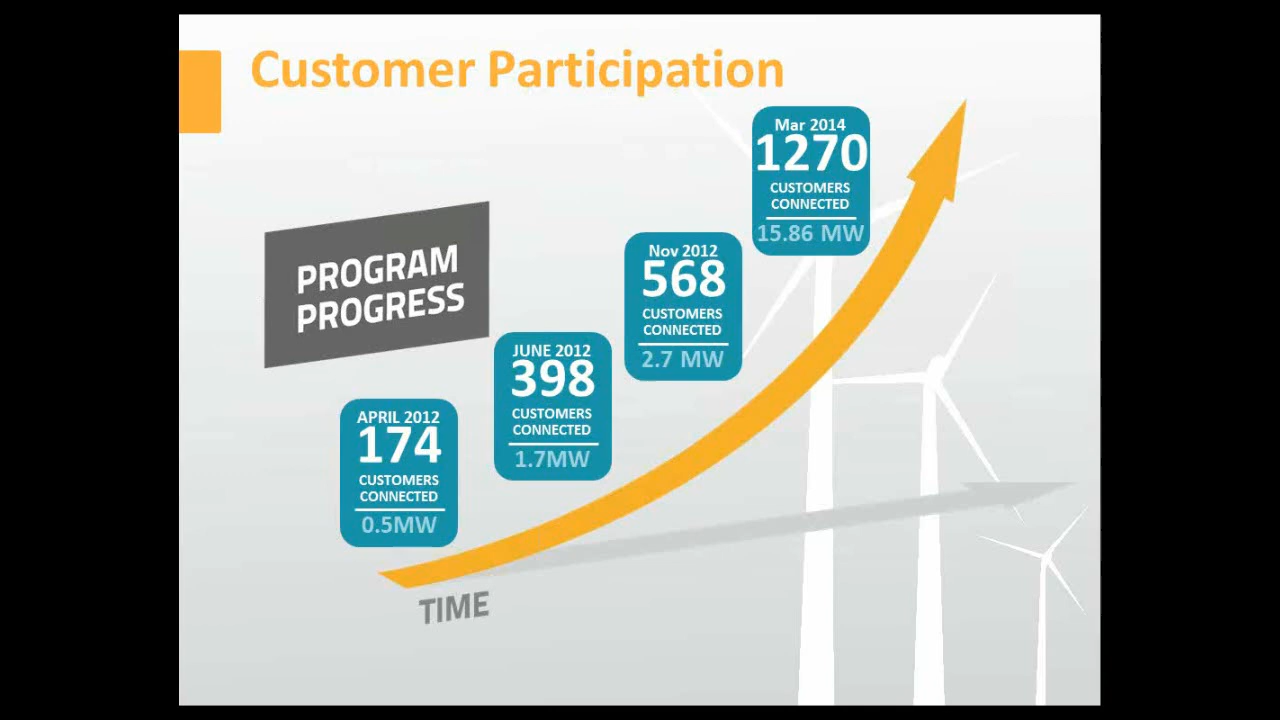 Customer Participation
PROGRAM
PROGRESS
APRIL 2012
174
CUSTOMERS
CONNECTED
0.5MW
JUNE 2012
398
CUSTOMERS
CONNECTED
1.7MW
Nov 2012
568
CUSTOMERS
CONNECTED
2.7 MW
Mar 2014
1270
CUSTOMERS
CONNECTED
15.86 MW
TIME